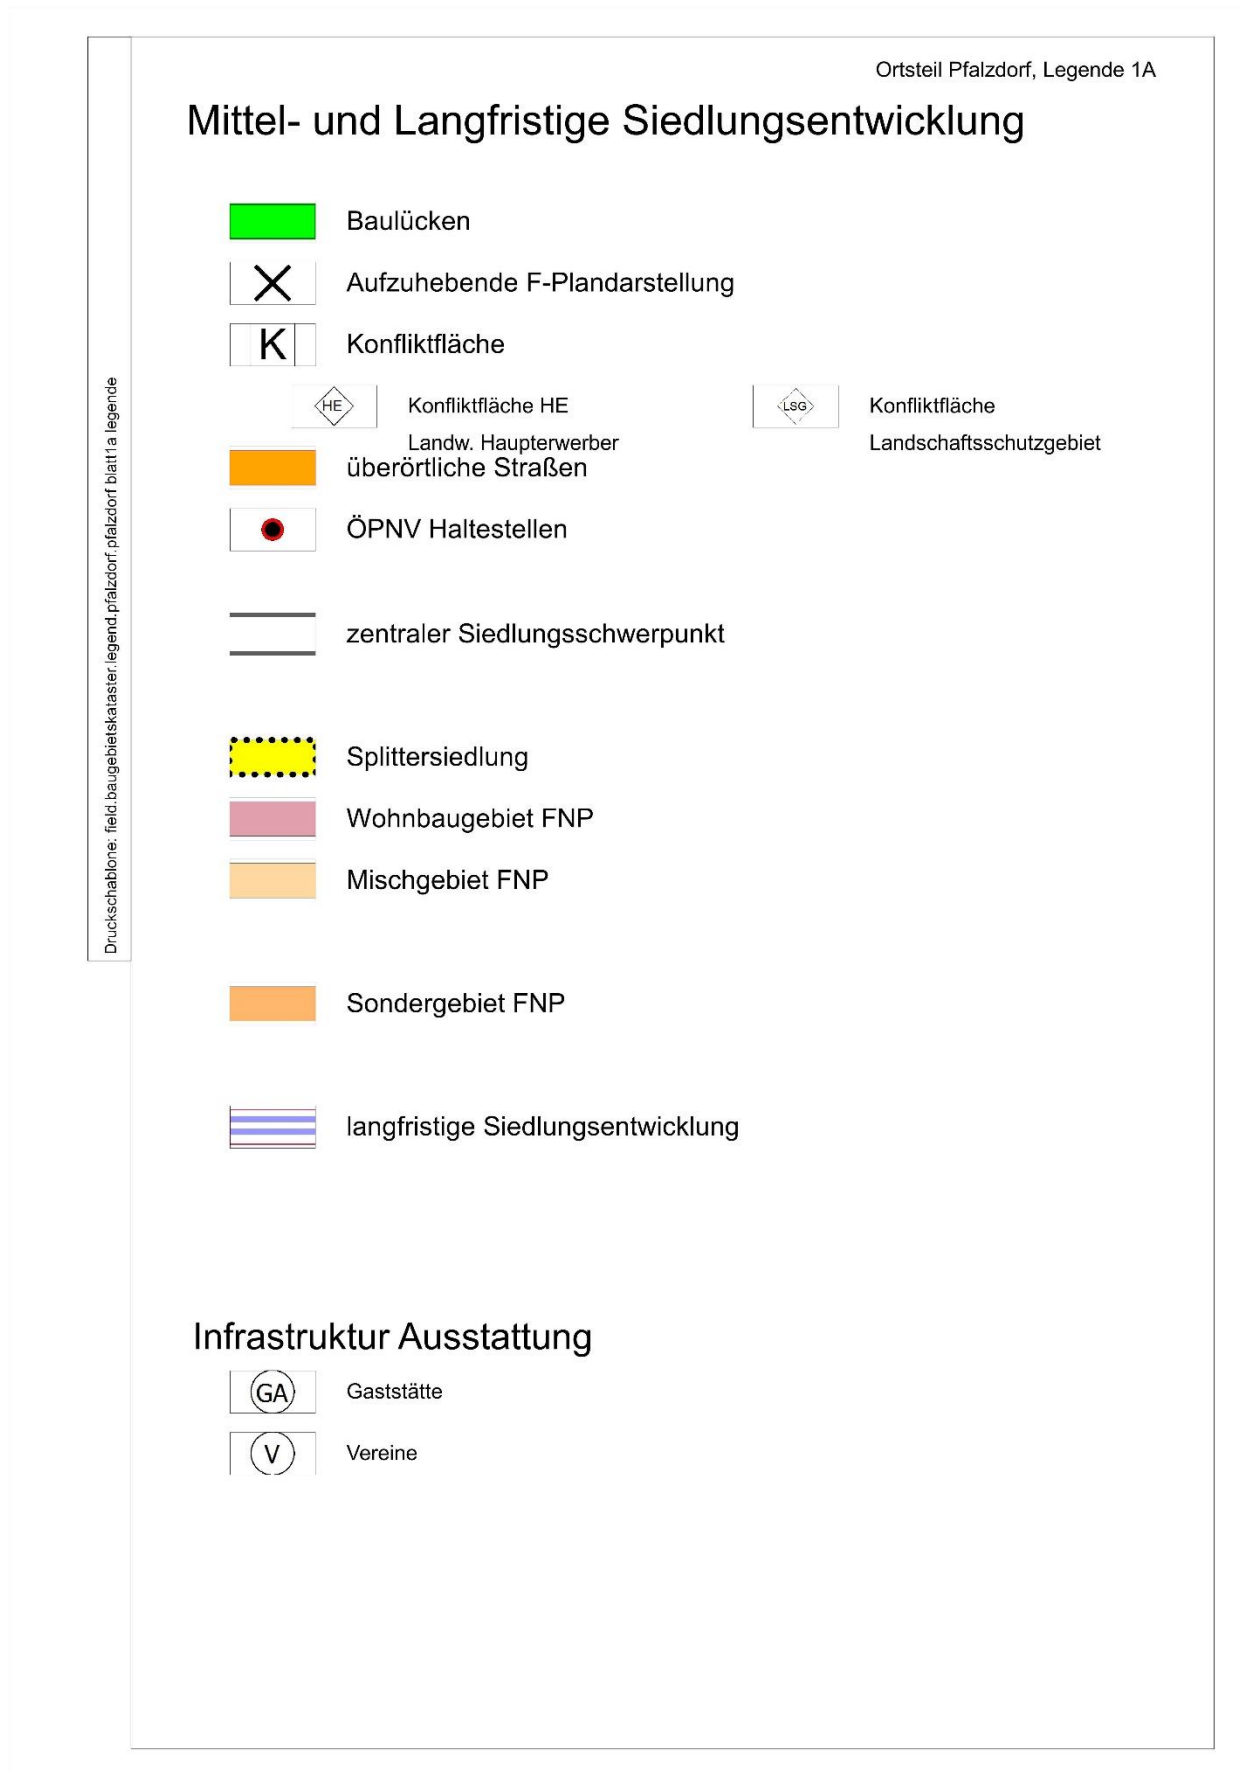 Ortsteil Pfalzdorf, Legende 1A
Mittel- und Langfristige Siedlungsentwicklung
Baulücken
Aufzuhebende F-Plandarstellung
K Konfliktfläche
HE Konfliktfläche HE
Landw. Haupterwerber
LSG Konfliktfläche
Landschaftsschutzgebiet
überörtliche Straßen
ÖPNV Haltestellen
zentraler Siedlungsschwerpunkt
Splittersiedlung
Wohnbaugebiet FNP
Mischgebiet FNP
Sondergebiet FNP
langfristige Siedlungsentwicklung
Infrastruktur Ausstattung
GA Gaststätte
V Vereine
Druckschablone: field.baugebietskataster.legend.pfalzdorf.pfalzdorf blatt1a legende